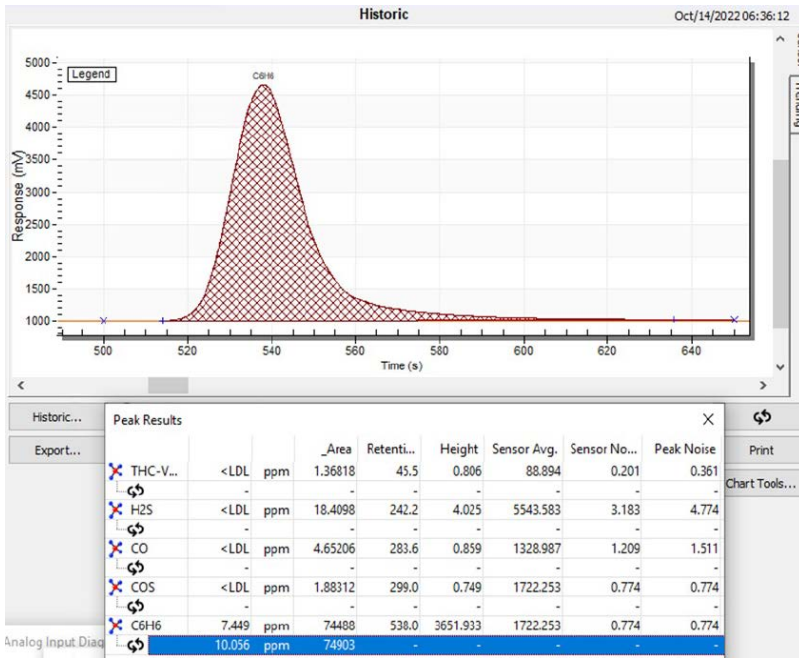 Historic
Oct/14/2022 06:36:12
Legend
C6H6
5000
4500
4000
3500
3000
2500
2000
1500
1000
Response (mV)
500 520 540 560 580 600 620 640
Time (s)
Historic...
Export...
Print
Chart Tools...
Peak Results
_Area Retenti... Height Sensor Avg. Sensor No... Peak Noise
THC-V... <LDL ppm 1.36818 45.5 0.806 88.894 0.201 0.361
- - - - - - -
H2S <LDL ppm 18.4098 242.2 4.025 5543.583 3.183 4.774
- - - - - - -
CO <LDL ppm 4.65206 283.6 0.859 1328.987 1.209 1.511
- - - - - - -
COS <LDL ppm 1.88312 299.0 0.749 1722.253 0.774 0.774
- - - - - - -
C6H6 7.449 ppm 74488 538.0 3651.933 1722.253 0.774 0.774
10.056 ppm 74903 - - - - -
Analog Input Diag